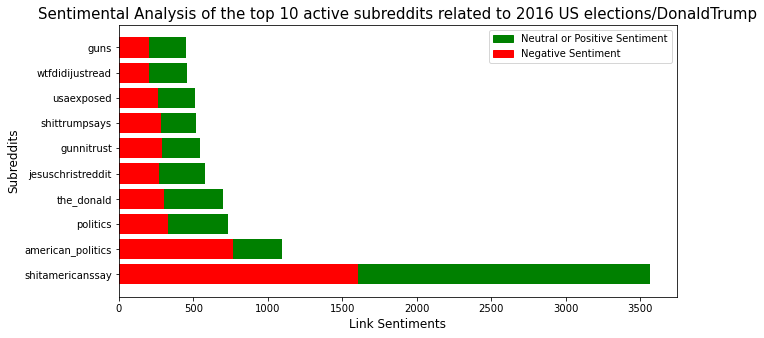 Sentimental Analysis of the top 10 active subreddits related to 2016 US elections/DonaldTrump
Neutral or Positive Sentiment
Negative Sentiment
Subreddits
guns
wtfdidijustread
usaexposed
shittrumpsays
gunnitrust
jesuschristreddit
the_donald
politics
american_politics
shitamericanssay
0 500 1000 1500 2000 2500 3000 3500
Link Sentiments